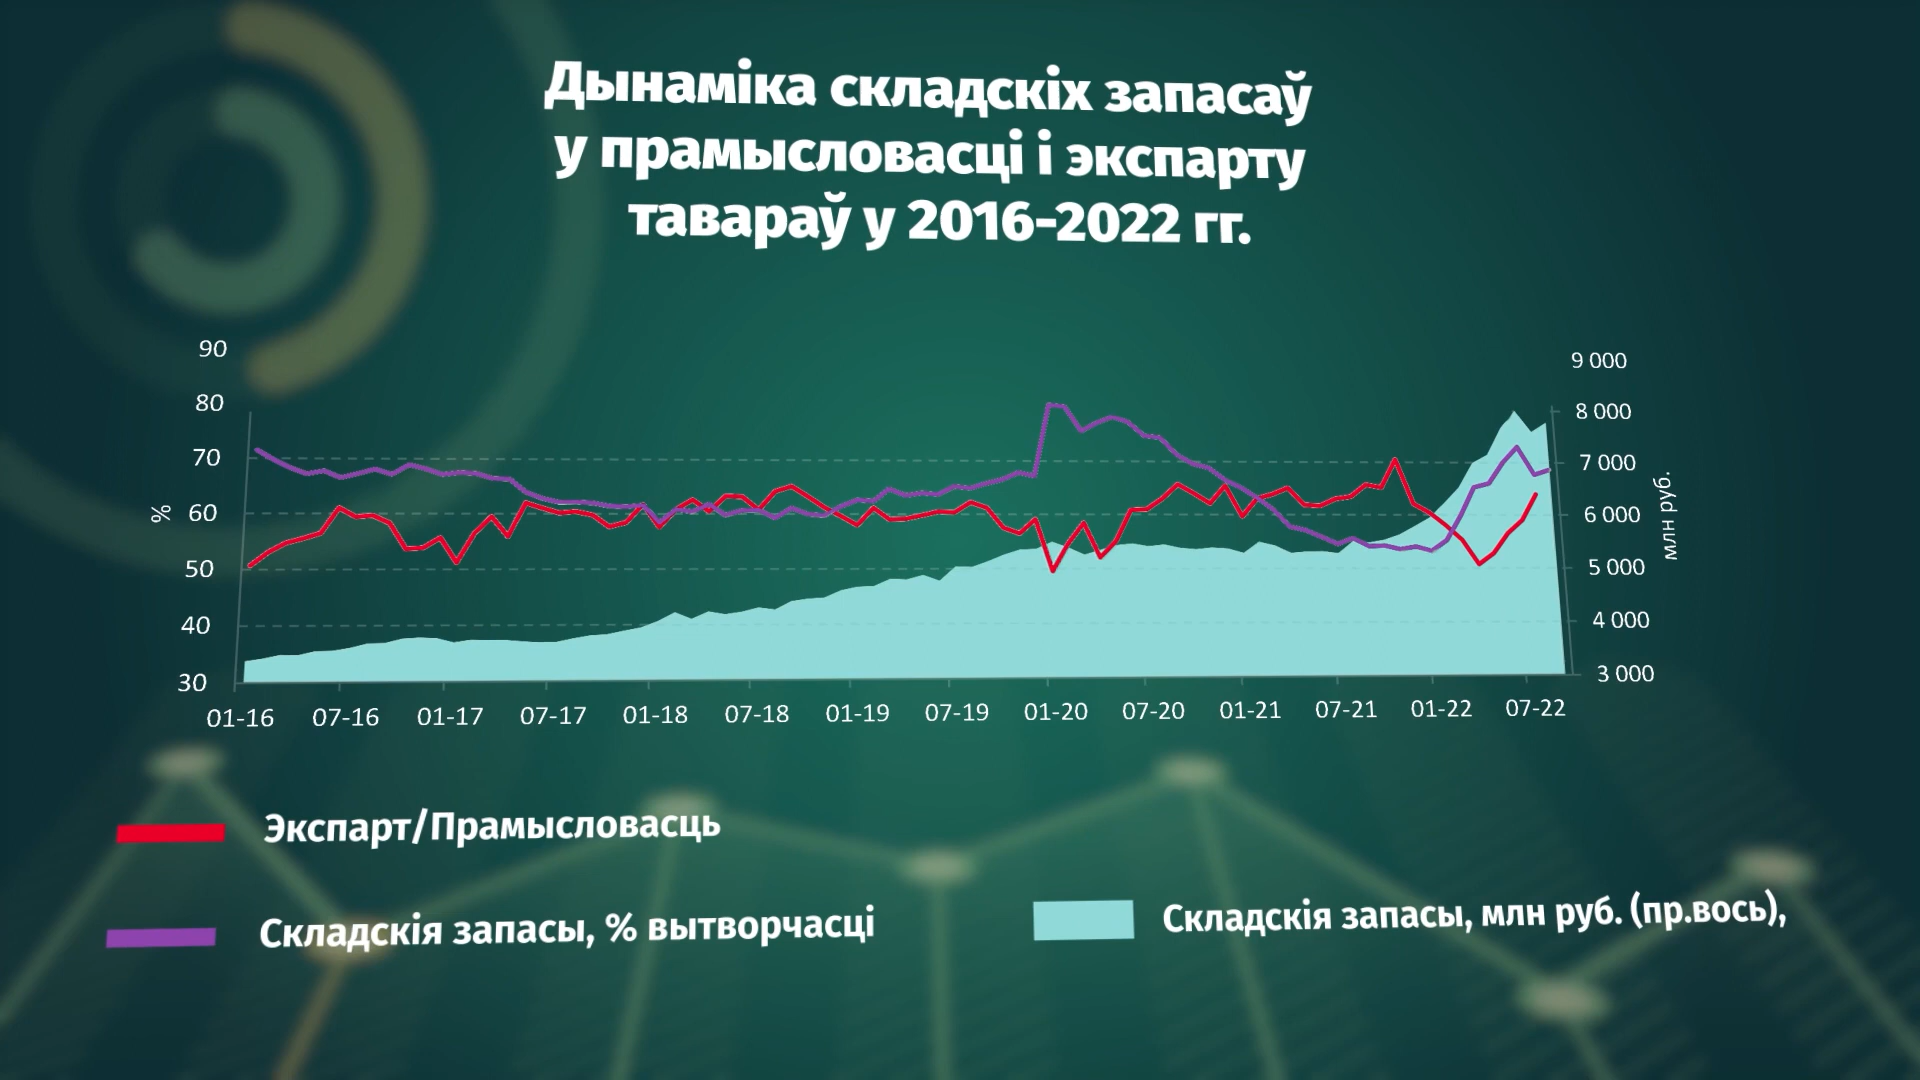 Дынаміка складскіх запасаў
у прамысловасці і экспарту
тавараў у 2016-2022 гг.
90
80
70
60
50
40
30
%
9 000
8 000
7 000
6 000
5 000
4 000
3 000
млн руб.
01-16 07-16 01-17 07-17 01-18 07-18 01-19 07-19 01-20 07-20 01-21 07-21 01-22 07-22
Экспарт/Прамысловасць
Складскія запасы, % вытворчасці
Складскія запасы, млн руб. (пр.вось),